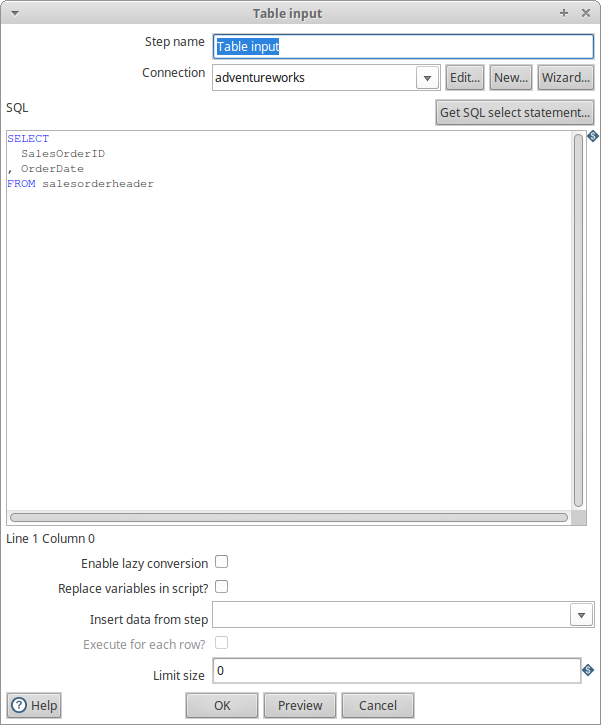 Table input
Step name Table input
Connection adventureworks Edit... New... Wizard...
SQL Get SQL select statement...
SELECT
  SalesOrderID
, OrderDate
FROM salesorderheader
Line 1 Column 0
Enable lazy conversion
Replace variables in script?
Insert data from step
Execute for each row?
Limit size 0
Help OK Preview Cancel